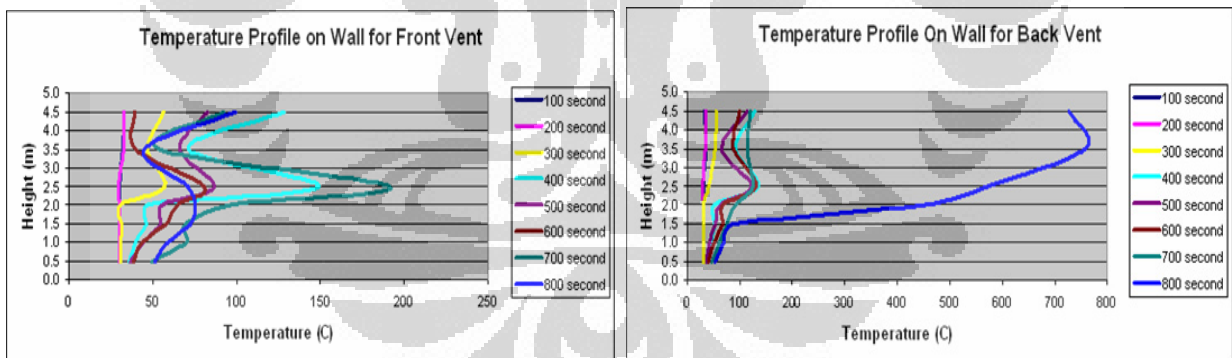 Temperature Profile on Wall for Front Vent
5.0
4.5
4.0
3.5
3.0
2.5
2.0
1.5
1.0
0.5
0.0
Height (m)
0 50 100 150 200 250
Temperature (C)
100 second
200 second
300 second
400 second
500 second
600 second
700 second
800 second
Temperature Profile On Wall for Back Vent
5.0
4.5
4.0
3.5
3.0
2.5
2.0
1.5
1.0
0.5
0.0
Height (m)
0 100 200 300 400 500 600 700 800
Temperature (C)
100 second
200 second
300 second
400 second
500 second
600 second
700 second
800 second